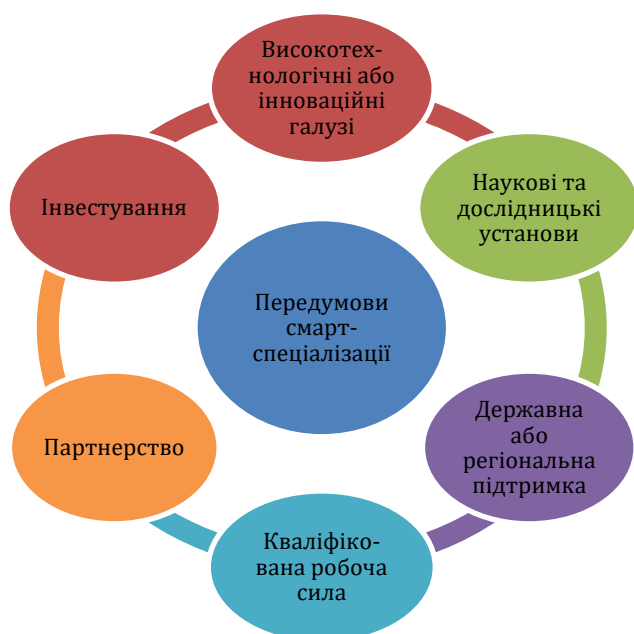 Високотех-
нологічні або
інноваційні
галузі
Наукові та
дослідницькі
установи
Державна
або
регіональна
підтримка
Кваліфіко-
вана робоча
сила
Партнерство
Інвестування
Передумови
смарт-
спеціалізації